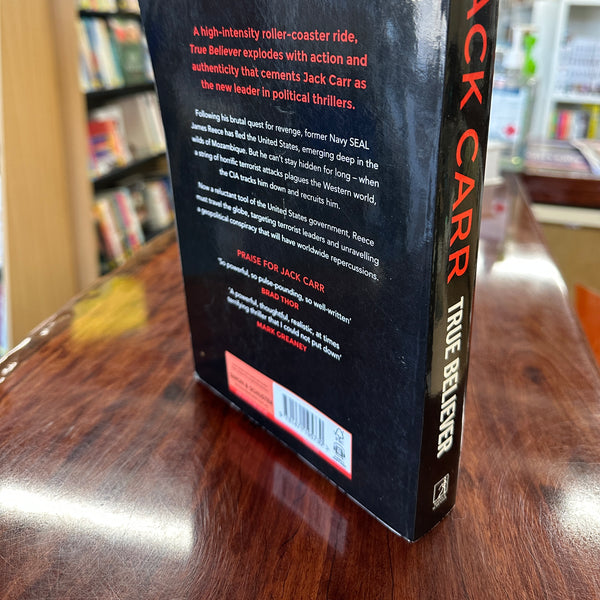 A high-intensity roller-coaster ride,
True Believer explodes with action and
authenticity that cements Jack Carr as
the new leader in political thrillers.
Following his brutal quest for revenge, former Navy SEAL
James Reece has fled the United States, emerging deep in the
wilds of Mozambique. But he can't stay hidden for long – when
a string of horrific terrorist attacks plagues the Western world,
the CIA tracks him down and recruits him.
Now a reluctant tool of the United States government, Reece
must travel the globe, targeting terrorist leaders and unravelling
a geopolitical conspiracy that will have worldwide repercussions.
PRAISE FOR JACK CARR
'So powerful, so pulse-pounding, so well-written'
BRAD THOR
'A powerful, thoughtful, realistic, at times
terrifying thriller that I could not put down'
MARK GREANEY
SIMON & SCHUSTER
ACK CARR
TRUE BELIEVER